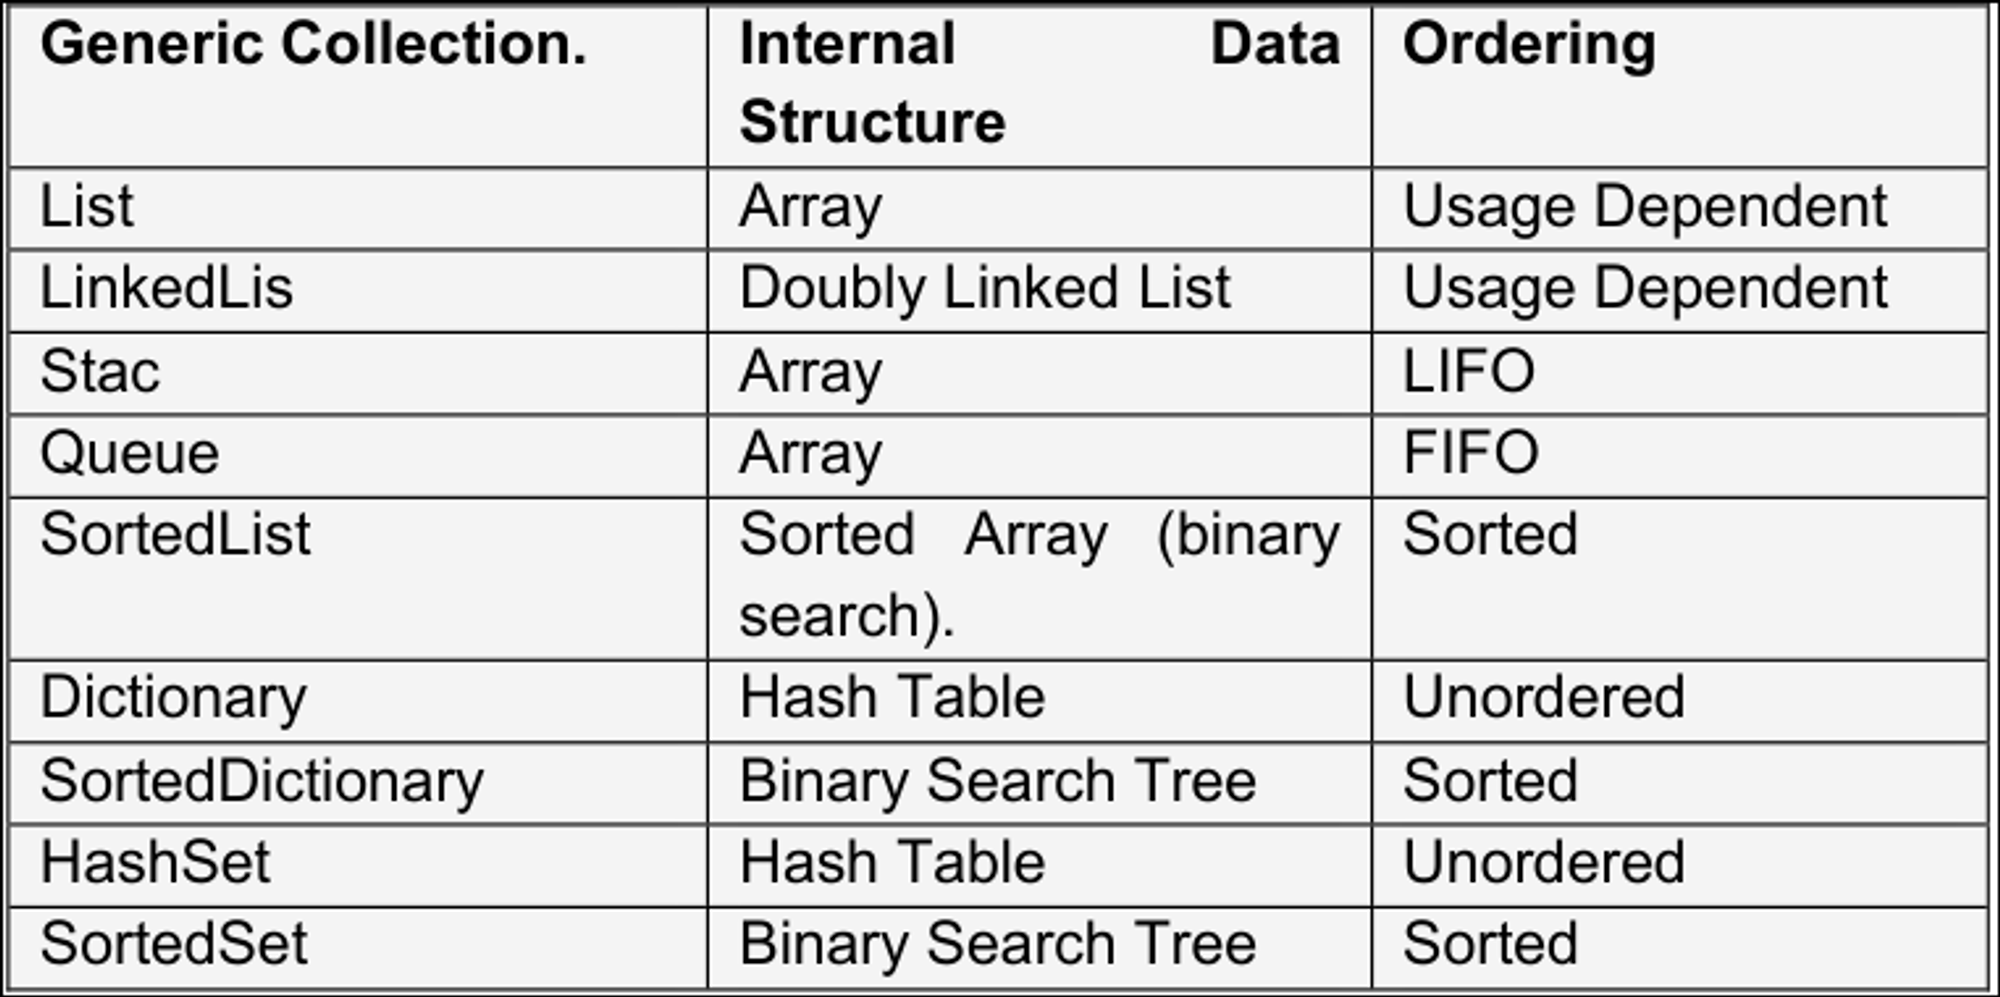 Generic Collection. Internal Data Ordering
Structure
List Array Usage Dependent
LinkedLis Doubly Linked List Usage Dependent
Stac Array LIFO
Queue Array FIFO
SortedList Sorted Array (binary Sorted
search).
Dictionary Hash Table Unordered
SortedDictionary Binary Search Tree Sorted
HashSet Hash Table Unordered
SortedSet Binary Search Tree Sorted